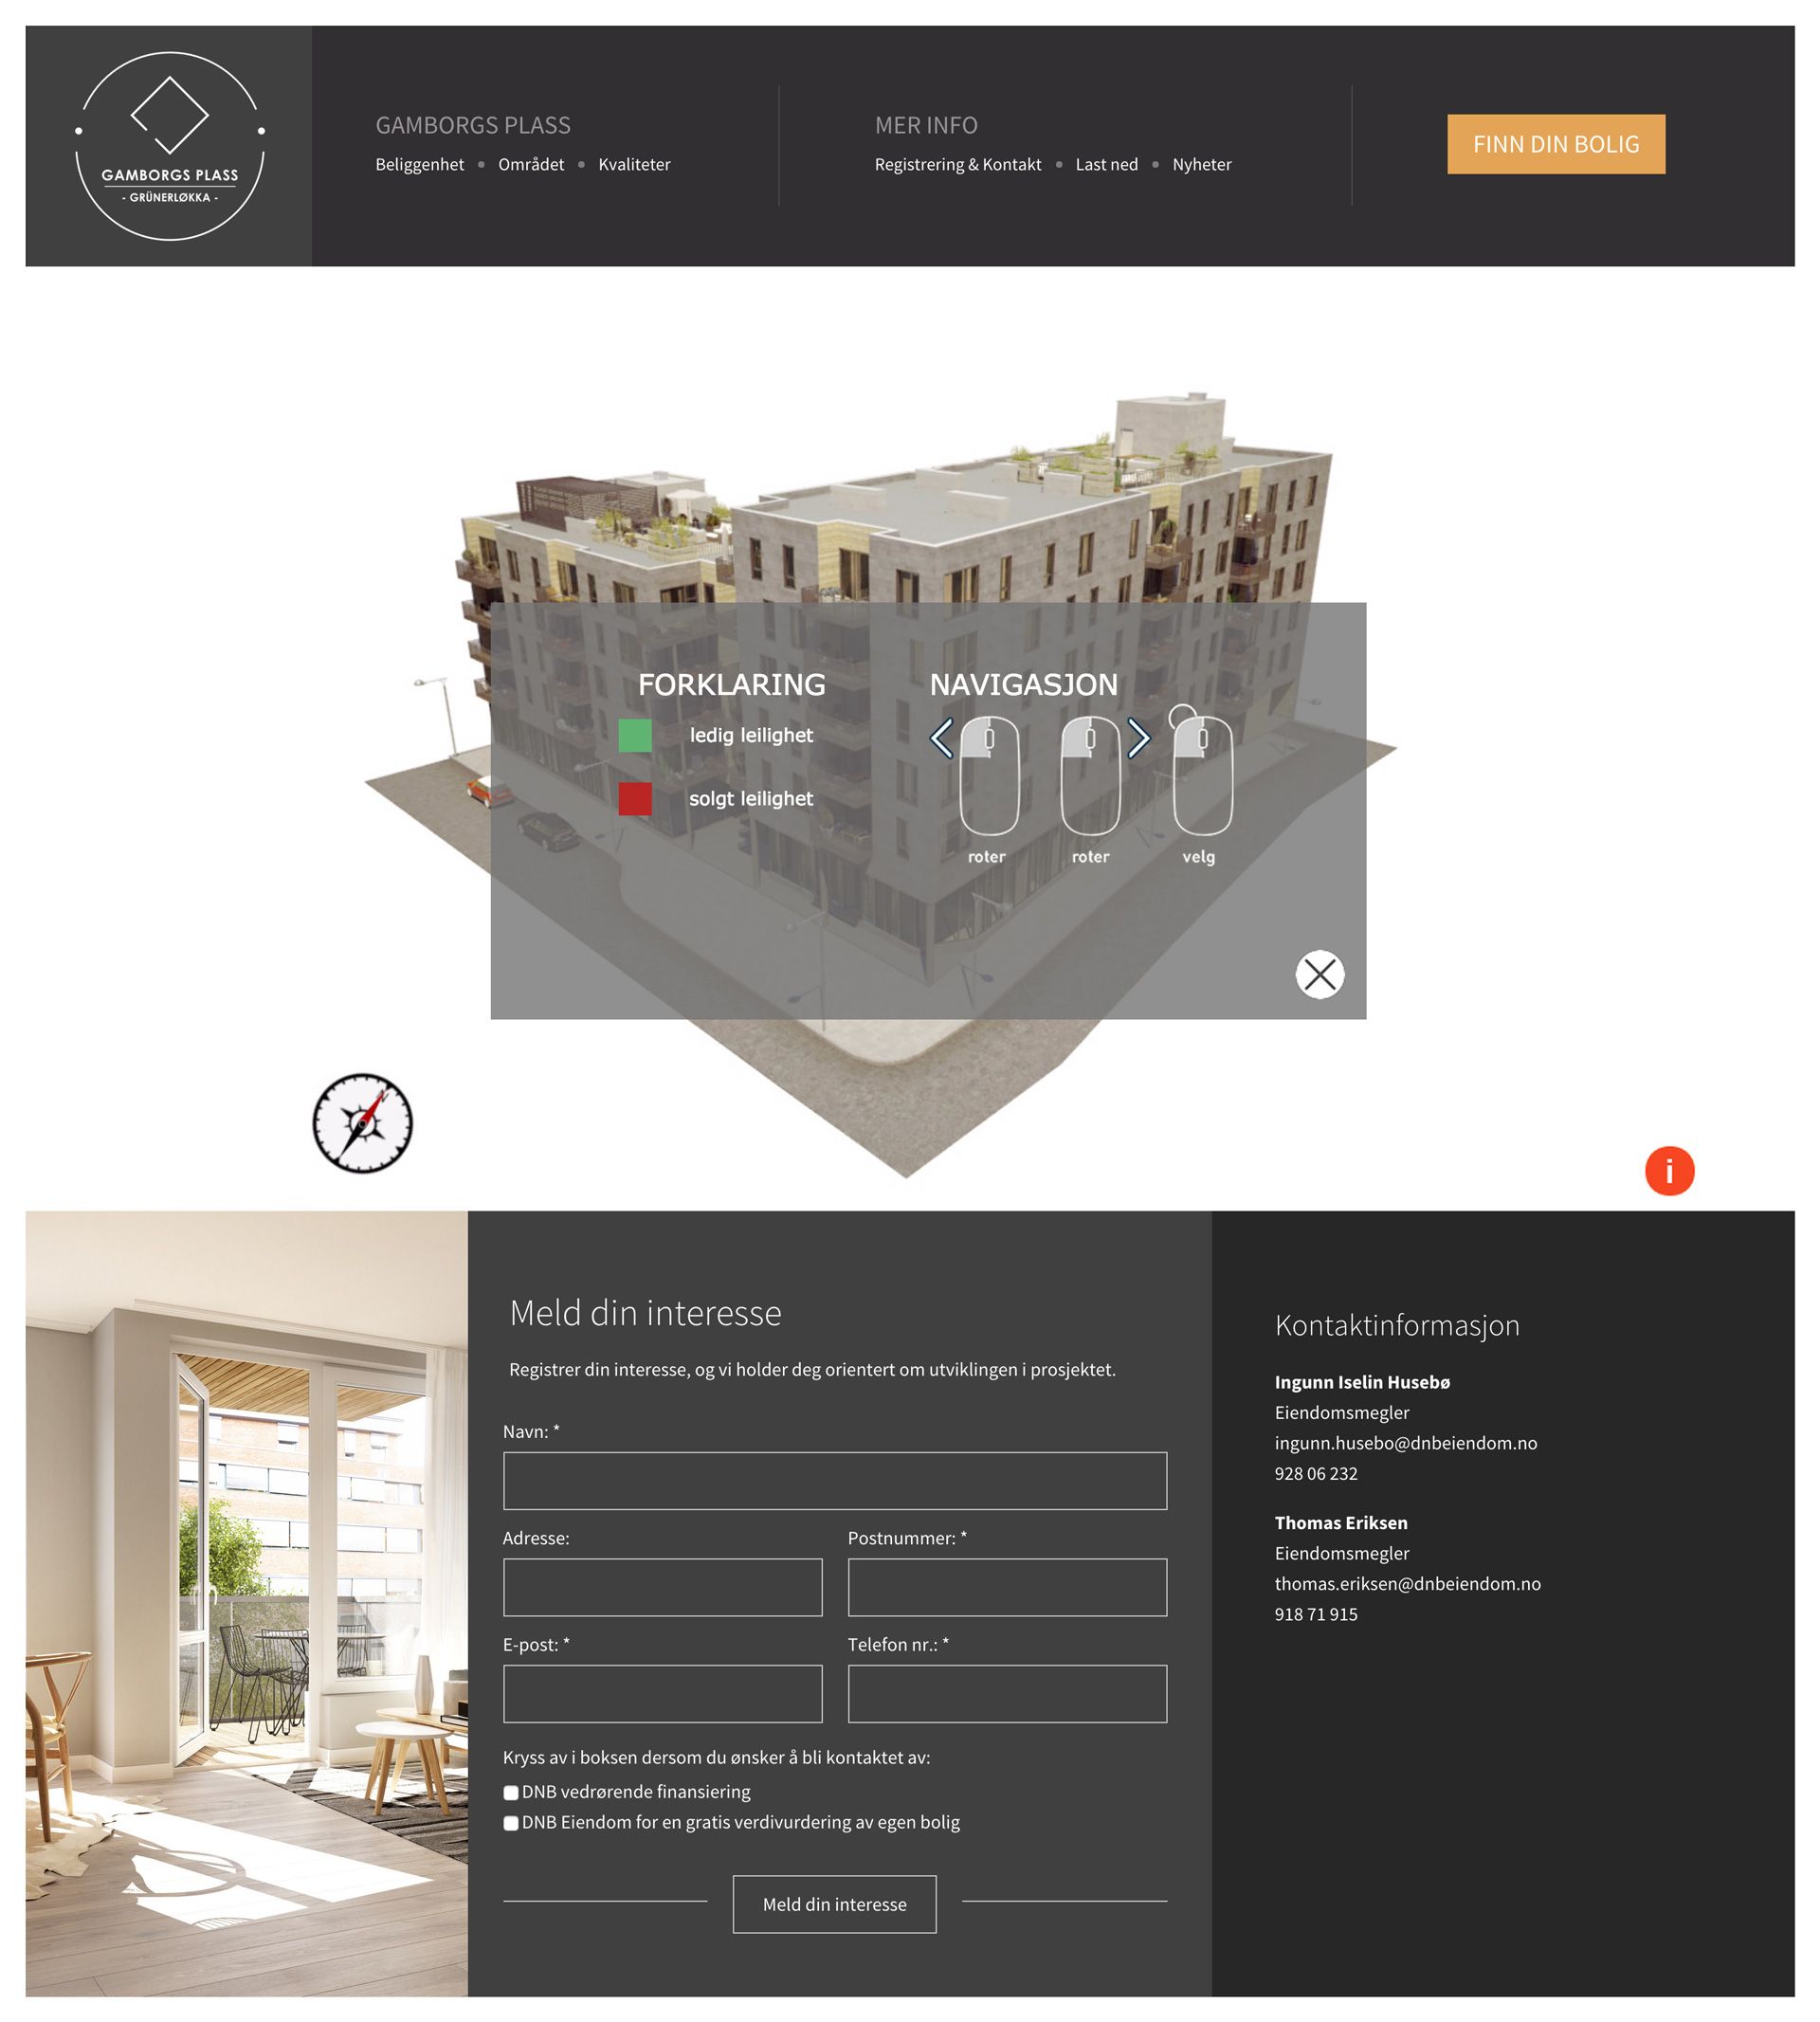 GAMBORGS PLASS
- GRÜNERLØKKA -
GAMBORGS PLASS
Beliggenhet • Området • Kvaliteter
MER INFO
Registrering & Kontakt • Last ned • Nyheter
FINN DIN BOLIG
FORKLARING
ledig leilighet
solgt leilighet
NAVIGASJON
roter roter velg
N
i
Meld din interesse
Registrer din interesse, og vi holder deg orientert om utviklingen i prosjektet.
Navn: *
Adresse: Postnummer: *
E-post: * Telefon nr.: *
Kryss av i boksen dersom du ønsker å bli kontaktet av:
DNB vedrørende finansiering
DNB Eiendom for en gratis verdivurdering av egen bolig
Meld din interesse
Kontaktinformasjon
Ingunn Iselin Husebø
Eiendomsmegler
ingunn.husebo@dnbeiendom.no
928 06 232
Thomas Eriksen
Eiendomsmegler
thomas.eriksen@dnbeiendom.no
918 71 915